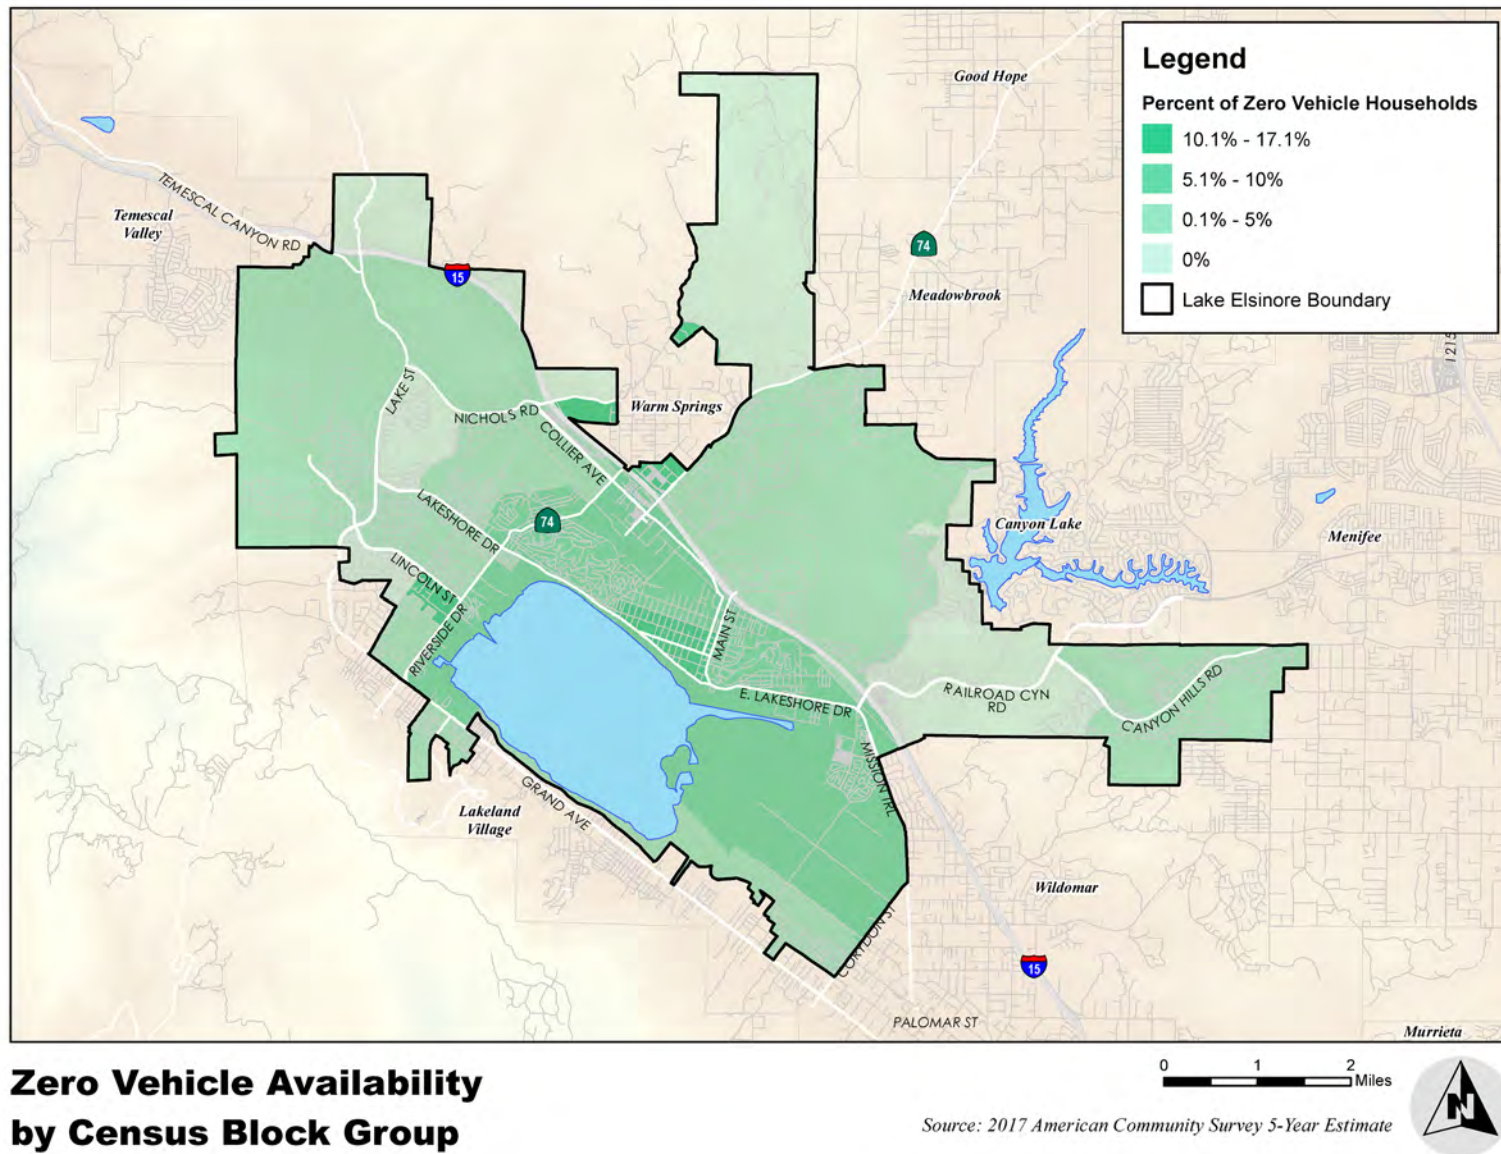 Good Hope
Legend
Percent of Zero Vehicle Households
10.1% - 17.1%
5.1% - 10%
0.1% - 5%
0%
Lake Elsinore Boundary
TEMESCAL CANYON RD
Temescal
Valley
15
74
Meadowbrook
1215
LAKE ST
NICHOLS RD
Warm Springs
COLLIER AVE
LAKESHORE DR
74
Canyon Lake
Menifee
LINCOLN ST
RIVERSIDE DR
MAIN ST
E. LAKESHORE DR
RAILROAD CYN
RD
CANYON HILLS RD
MISSION TRL
GRAND AVE
Lakeland
Village
Wildomar
CORYDON ST
15
PALOMAR ST
Murrieta
Zero Vehicle Availability
by Census Block Group
0 1 2
Miles
Source: 2017 American Community Survey 5-Year Estimate
N